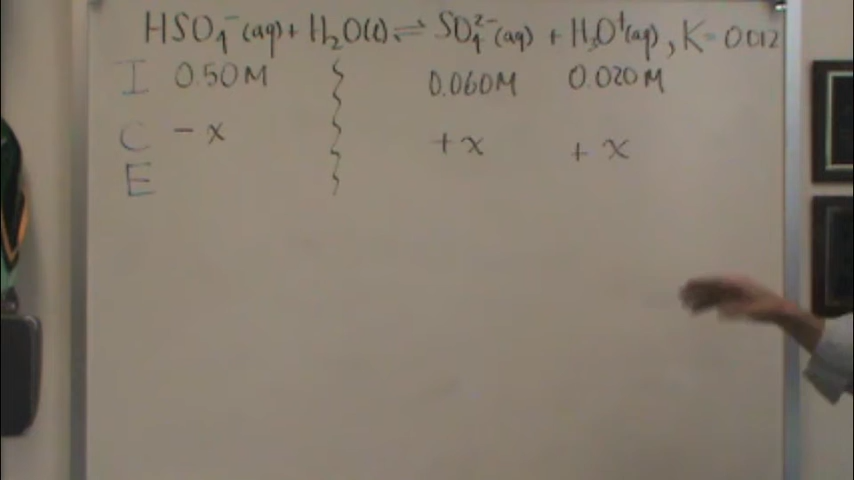 HSO₄⁻(aq) + H₂O(l) ⇌ SO₄²⁻(aq) + H₃O⁺(aq), K=0.012
I 0.50M 0.060M 0.020M
C - x + x + x
E